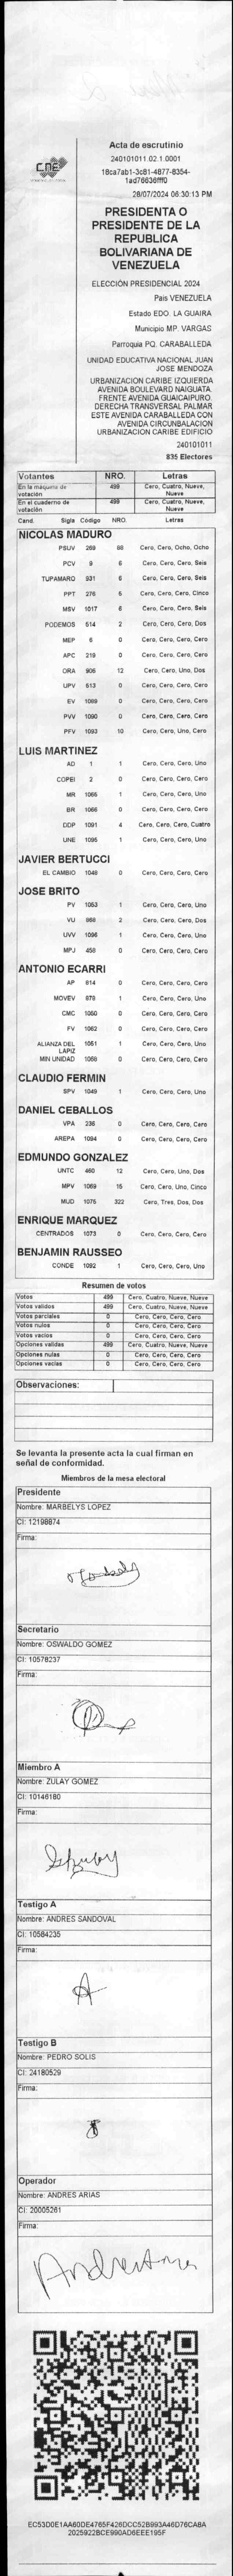 CNE
Acta de escrutinio
240101011.02.1.0001
18ca7ab1-3c81-4877-8354-
1ad76636fff0
28/07/2024 06:30:13 PM
PRESIDENTA O
PRESIDENTE DE LA
REPUBLICA
BOLIVARIANA DE
VENEZUELA
ELECCIÓN PRESIDENCIAL 2024
Pais VENEZUELA
Estado EDO. LA GUAIRA
Municipio MP. VARGAS
Parroquia PQ. CARABALLEDA
UNIDAD EDUCATIVA NACIONAL JUAN
JOSE MENDOZA
URBANIZACION CARIBE IZQUIERDA
AVENIDA BOULEVARD NAIGUATA.
FRENTE AVENIDA GUAICAIPURO.
DERECHA TRANSVERSAL PALMAR
ESTE AVENIDA CARABALLEDA CON
AVENIDA CIRCUNBALACION
URBANIZACION CARIBE EDIFICIO
240101011
835 Electores
Votantes NRO. Letras
En la máquina de votación 499 Cero, Cuatro, Nueve, Nueve
En el cuaderno de votación 499 Cero, Cuatro, Nueve, Nueve
Cand. Sigla Código NRO. Letras
NICOLAS MADURO
PSUV 269 88 Cero, Cero, Ocho, Ocho
PCV 9 6 Cero, Cero, Cero, Seis
TUPAMARO 931 6 Cero, Cero, Cero, Seis
PPT 276 5 Cero, Cero, Cero, Cinco
MSV 1017 6 Cero, Cero, Cero, Seis
PODEMOS 514 2 Cero, Cero, Cero, Dos
MEP 6 0 Cero, Cero, Cero, Cero
APC 219 0 Cero, Cero, Cero, Cero
ORA 906 12 Cero, Cero, Uno, Dos
UPV 513 0 Cero, Cero, Cero, Cero
EV 1089 0 Cero, Cero, Cero, Cero
PVV 1090 0 Cero, Cero, Cero, Cero
PFV 1093 10 Cero, Cero, Uno, Cero
LUIS MARTINEZ
AD 1 1 Cero, Cero, Cero, Uno
COPEI 2 0 Cero, Cero, Cero, Cero
MR 1065 1 Cero, Cero, Cero, Uno
BR 1066 0 Cero, Cero, Cero, Cero
DDP 1091 4 Cero, Cero, Cero, Cuatro
UNE 1095 1 Cero, Cero, Cero, Uno
JAVIER BERTUCCI
EL CAMBIO 1048 0 Cero, Cero, Cero, Cero
JOSE BRITO
PV 1053 1 Cero, Cero, Cero, Uno
VU 868 2 Cero, Cero, Cero, Dos
UVV 1096 1 Cero, Cero, Cero, Uno
MPJ 458 0 Cero, Cero, Cero, Cero
ANTONIO ECARRI
AP 814 0 Cero, Cero, Cero, Cero
MOVEV 878 1 Cero, Cero, Cero, Uno
CMC 1050 0 Cero, Cero, Cero, Cero
FV 1062 0 Cero, Cero, Cero, Cero
ALIANZA DEL LAPIZ 1051 1 Cero, Cero, Cero, Uno
MIN UNIDAD 1058 0 Cero, Cero, Cero, Cero
CLAUDIO FERMIN
SPV 1049 1 Cero, Cero, Cero, Uno
DANIEL CEBALLOS
VPA 236 0 Cero, Cero, Cero, Cero
AREPA 1094 0 Cero, Cero, Cero, Cero
EDMUNDO GONZALEZ
UNTC 460 12 Cero, Cero, Uno, Dos
MPV 1069 15 Cero, Cero, Uno, Cinco
MUD 1075 322 Cero, Tres, Dos, Dos
ENRIQUE MARQUEZ
CENTRADOS 1073 0 Cero, Cero, Cero, Cero
BENJAMIN RAUSSEO
CONDE 1092 1 Cero, Cero, Cero, Uno
Resumen de votos
Votos 499 Cero, Cuatro, Nueve, Nueve
Votos validos 499 Cero, Cuatro, Nueve, Nueve
Votos parciales 0 Cero, Cero, Cero, Cero
Votos nulos 0 Cero, Cero, Cero, Cero
Votos vacios 0 Cero, Cero, Cero, Cero
Opciones validas 499 Cero, Cuatro, Nueve, Nueve
Opciones nulas 0 Cero, Cero, Cero, Cero
Opciones vacias 0 Cero, Cero, Cero, Cero
Observaciones:
Se levanta la presente acta la cual firman en
señal de conformidad.
Miembros de la mesa electoral
Presidente
Nombre: MARBELYS LOPEZ
CI: 12198874
Firma:
Secretario
Nombre: OSWALDO GOMEZ
CI: 10578237
Firma:
Miembro A
Nombre: ZULAY GOMEZ
CI: 10146180
Firma:
Testigo A
Nombre: ANDRES SANDOVAL
CI: 10584235
Firma:
Testigo B
Nombre: PEDRO SOLIS
CI: 24180529
Firma:
Operador
Nombre: ANDRES ARIAS
CI: 20005261
Firma:
EC53D0E1AA60DE4765F426DCC52B993A46D76CA8A
2025922BCE990AD6EEE195F